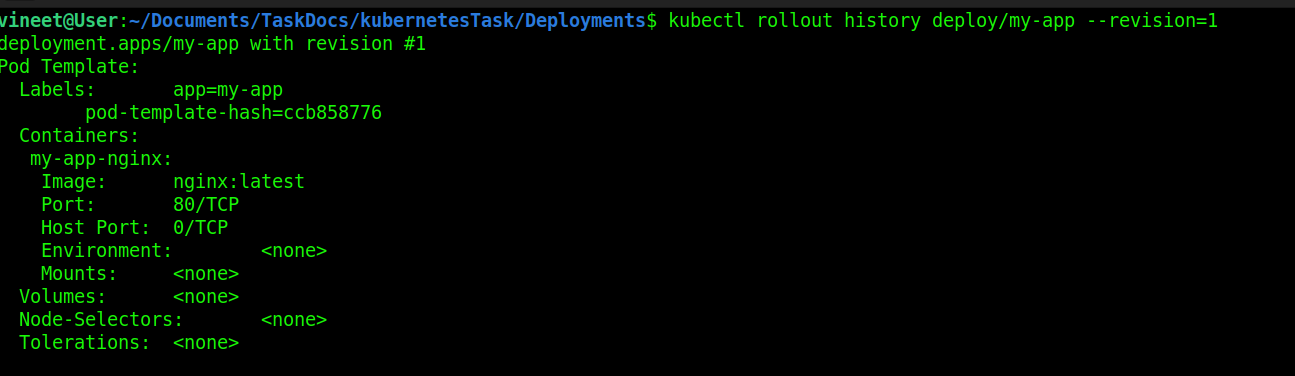 vineet@User:~/Documents/TaskDocs/kubernetesTask/Deployments$ kubectl rollout history deploy/my-app --revision=1
deployment.apps/my-app with revision #1
Pod Template:
  Labels:       app=my-app
        pod-template-hash=ccb858776
  Containers:
   my-app-nginx:
    Image:      nginx:latest
    Port:       80/TCP
    Host Port:  0/TCP
    Environment:        <none>
    Mounts:     <none>
  Volumes:      <none>
  Node-Selectors:       <none>
  Tolerations:  <none>